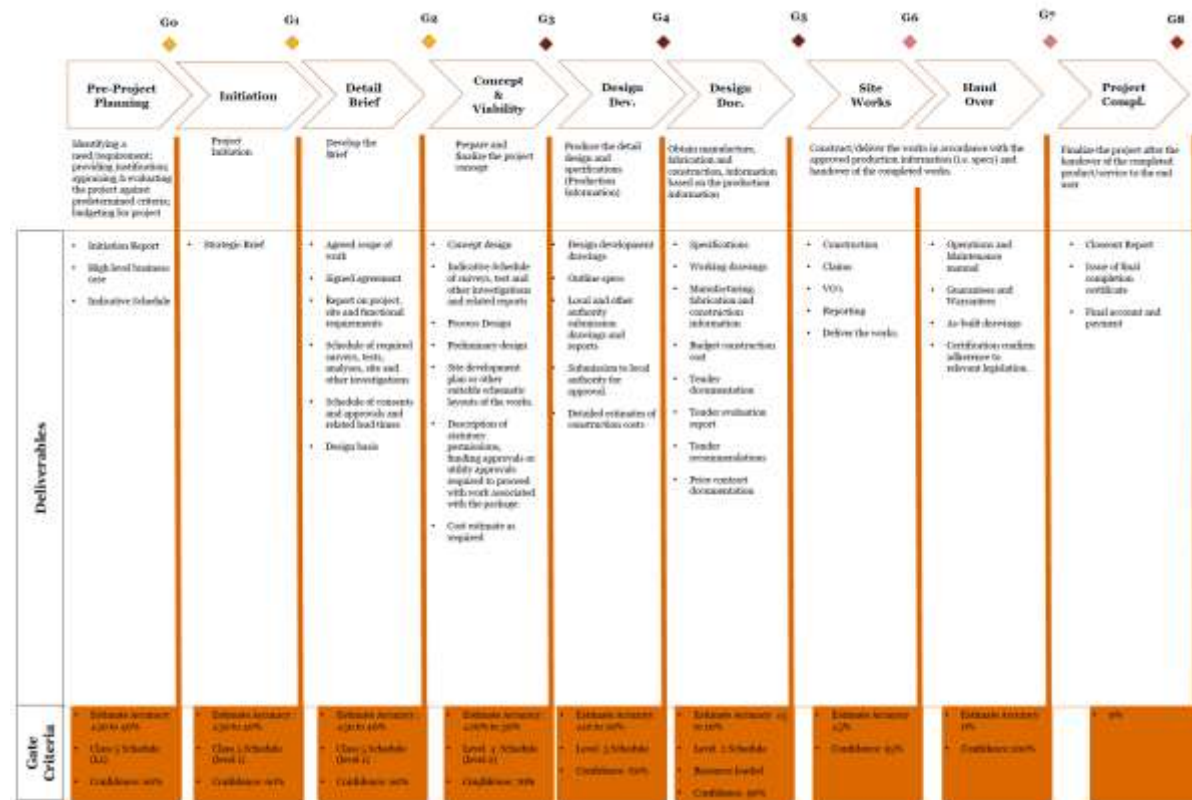 G0
G1
G2
G3
G4
G5
G6
G7
G8
Pre-Project
Planning
Initiation
Detail
Brief
Concept
&
Viability
Design
Dev.
Design
Doc.
Site
Works
Hand
Over
Project
Compl.
Identifying a
need/requirement;
providing justification;
appraising & evaluating
the project against
predetermined criteria;
budgeting for project
Project
Initiation
Develop the
Brief
Prepare and
finalize the project
concept
Produce the detail
design and
specifications
(Production
information)
Obtain manufacture,
fabrication and
construction, information
based on the production
information
Construct/deliver the works in accordance with the
approved production information (i.e. specs) and
handover of the completed works.
Finalize the project after the
handover of the completed
product/service to the end
user
Deliverables
• Initiation Report
• High level business
case
• Indicative Schedule
• Strategic Brief
• Agreed scope of
work
• Signed agreement
• Report on project,
site and functional
requirements
• Schedule of required
surveys, tests,
analyses, site and
other investigations
• Schedule of consents
and approvals and
related lead times
• Design basis
• Concept design
• Indicative Schedule
of surveys, test and
other investigations
and related reports
• Process Design
• Preliminary design
• Site development
plan or other
suitable schematic
layouts of the works.
• Description of
statutory
permissions,
funding approvals or
utility approvals
required to proceed
with work associated
with the package
• Cost estimate as
required
• Design development
drawings
• Outline specs
• Local and other
authority
submission
drawings and
reports
• Submission to local
authority for
approval
• Detailed estimates of
construction costs
• Specifications
• Working drawings
• Manufacturing,
fabrication and
construction
information
• Budget construction
cost
• Tender
documentation
• Tender evaluation
report
• Tender
recommendations
• Price contract
documentation
• Construction
• Claims
• VO's
• Reporting
• Deliver the works
• Operations and
Maintenance
manual
• Guarantees and
Warrantees
• As-built drawings
• Certification confirm
adherence to
relevant legislation.
• Closeout Report
• Issue of final
completion
certificate
• Final account and
payment
Gate
Criteria
• Estimate Accuracy
• Class 5 Schedule
• Estimate Accuracy
Schedule
(level 1)
• Estimate Accuracy
Schedule
• Estimate Accuracy
• Level 4 Schedule
• Estimate Accuracy
• Level 3 Schedule
• Estimate Accuracy
Schedule
• Resource loaded
• Estimate Accuracy
• Estimate Accuracy
• Confidence 100%
• 0%